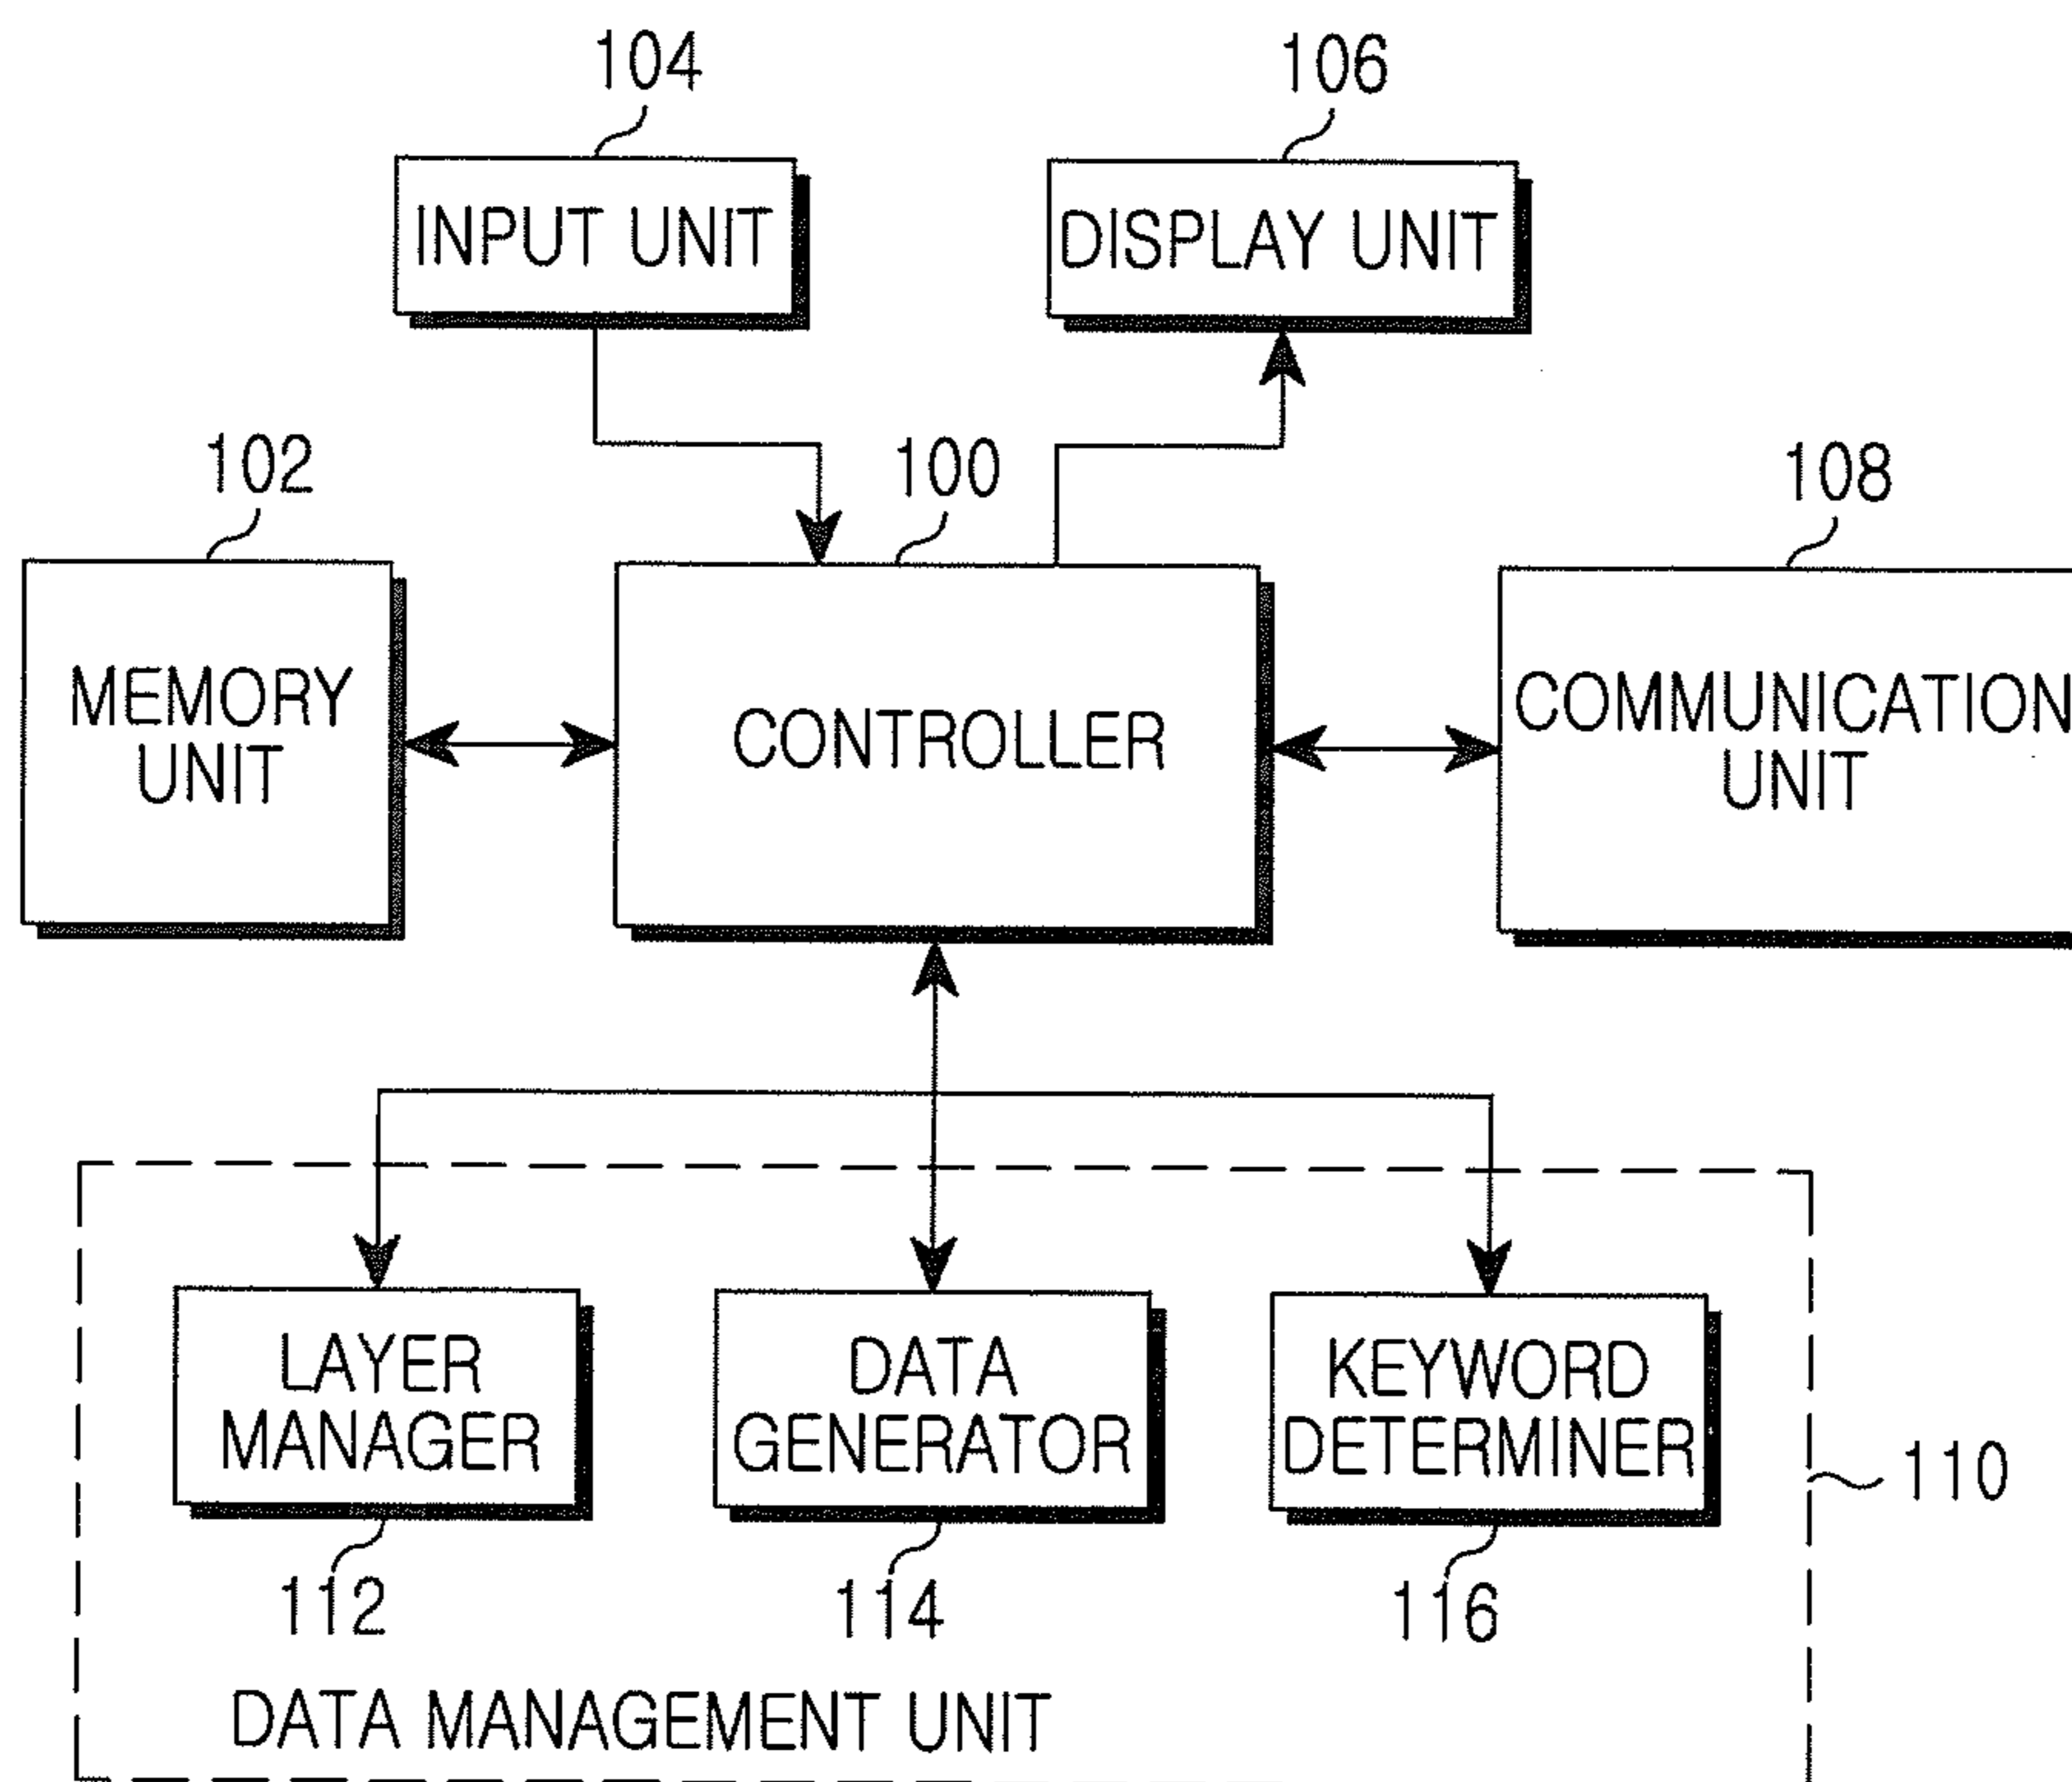 104
106
INPUT UNIT
DISPLAY UNIT
102
100
108
MEMORY
UNIT
CONTROLLER
COMMUNICATION
UNIT
LAYER
MANAGER
DATA
GENERATOR
KEYWORD
DETERMINER
110
112
114
116
DATA MANAGEMENT UNIT